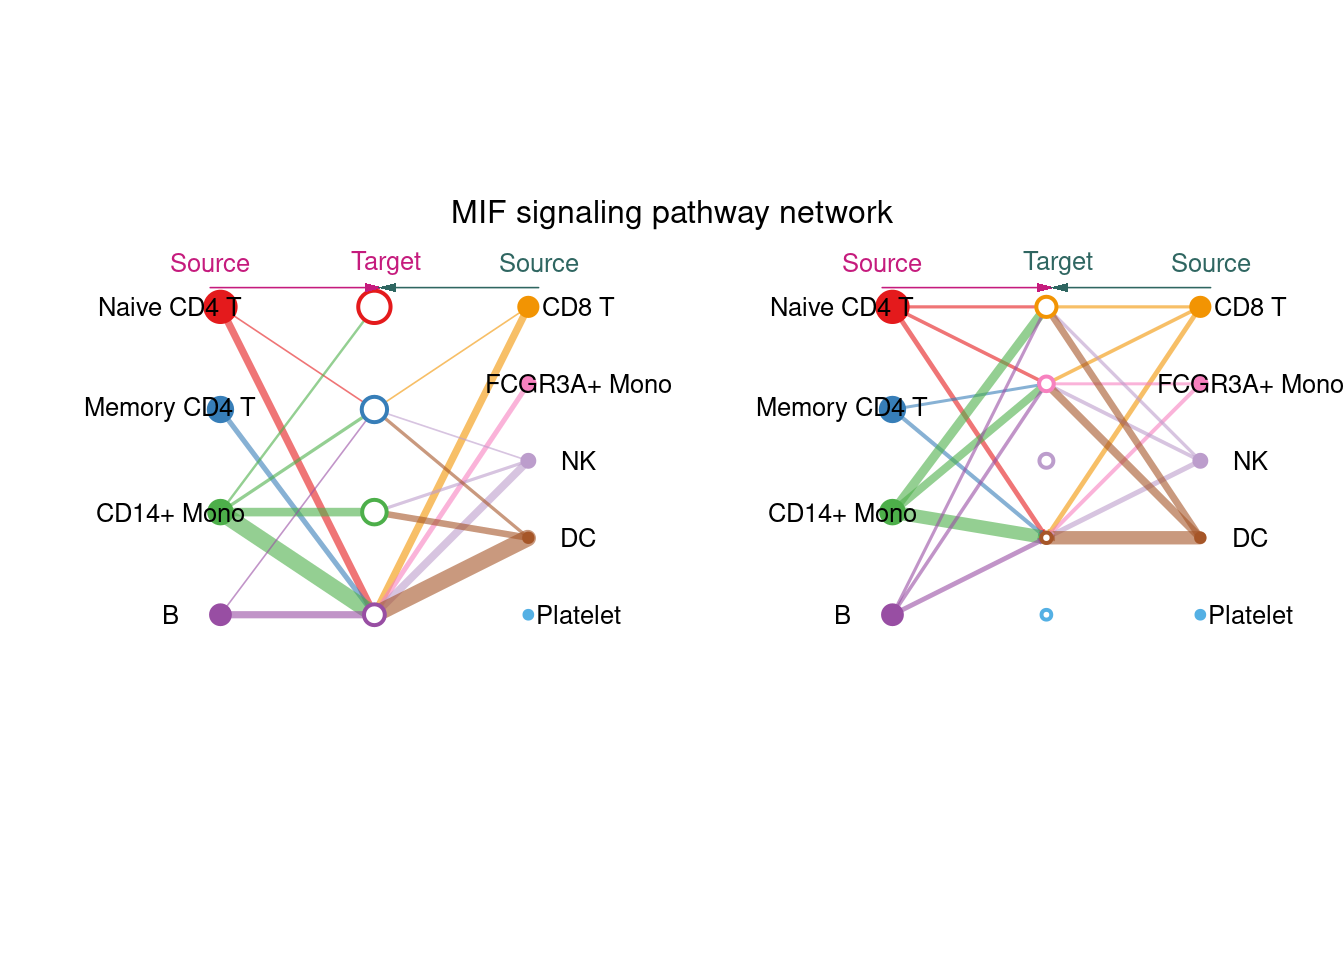 MIF signaling pathway network
Source Target Source
Naive CD4 T
CD8 T
FCGR3A+ Mono
Memory CD4 T
NK
CD14+ Mono
DC
B
Platelet
Source Target Source
Naive CD4 T
CD8 T
FCGR3A+ Mono
Memory CD4 T
NK
CD14+ Mono
DC
B
Platelet